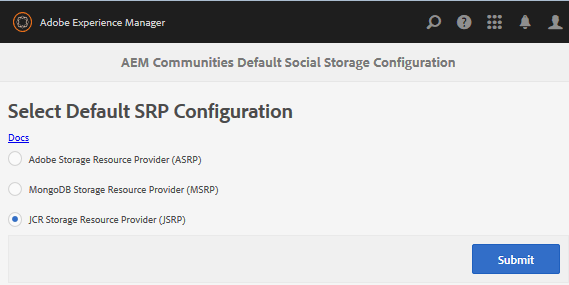 Adobe Experience Manager
AEM Communities Default Social Storage Configuration
Select Default SRP Configuration
Docs
Adobe Storage Resource Provider (ASRP)
MongoDB Storage Resource Provider (MSRP)
JCR Storage Resource Provider (JSRP)
Submit